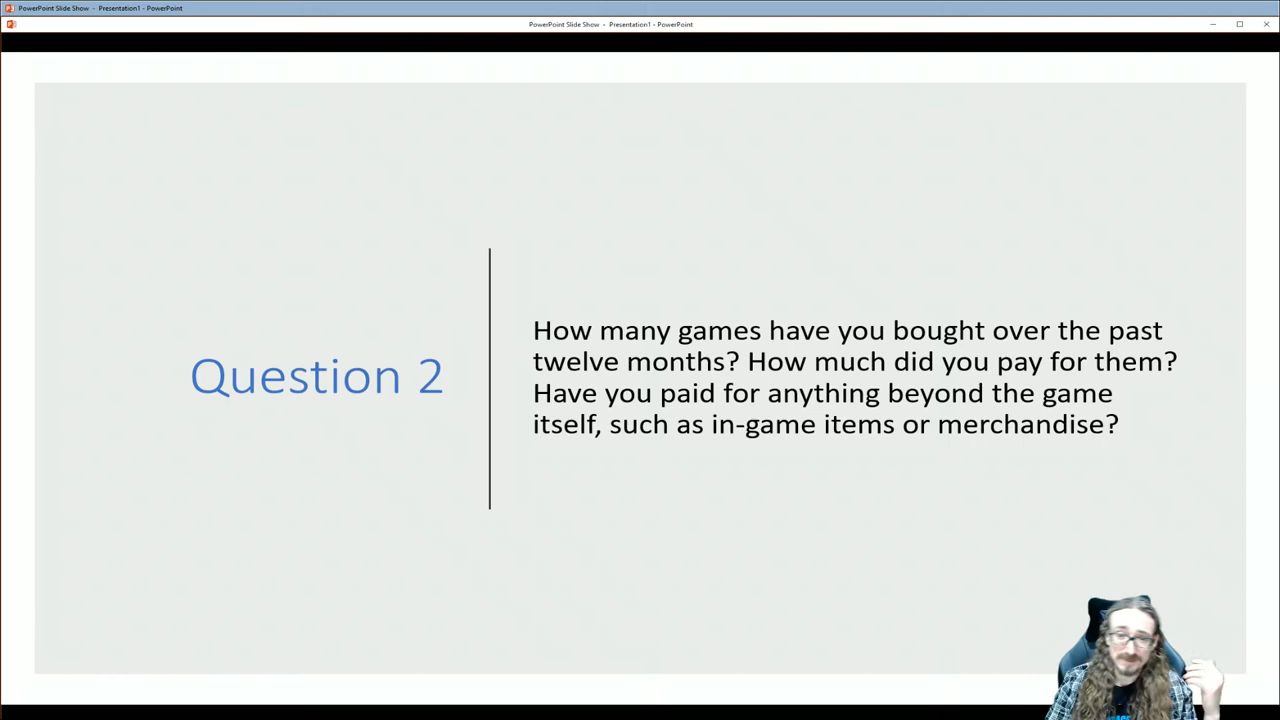 PowerPoint Slide Show - Presentation1 - PowerPoint
PowerPoint Slide Show - Presentation1 - PowerPoint
Question 2
How many games have you bought over the past
twelve months? How much did you pay for them?
Have you paid for anything beyond the game
itself, such as in-game items or merchandise?